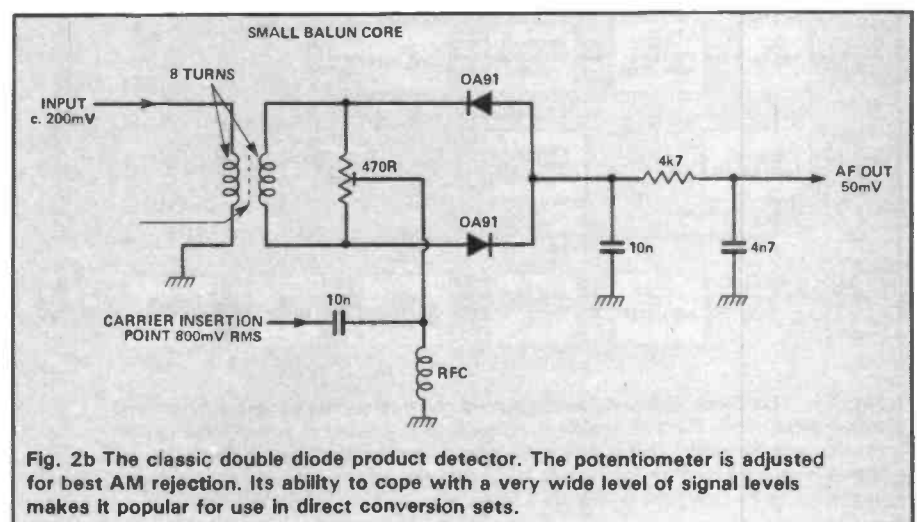 SMALL BALUN CORE
8 TURNS
OA91
INPUT
c. 200mV
470R
4k7
AF OUT
50mV
OA91
10n
4n7
10n
CARRIER INSERTION
POINT 800mV RMS
RFC
Fig. 2b The classic double diode product detector. The potentiometer is adjusted
for best AM rejection. Its ability to cope with a very wide level of signal levels
makes it popular for use in direct conversion sets.